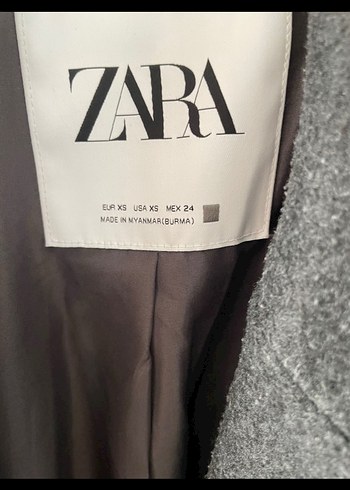 ZARA
EUR XS USA XS MEX 24
MADE IN MYANMAR(BURMA)